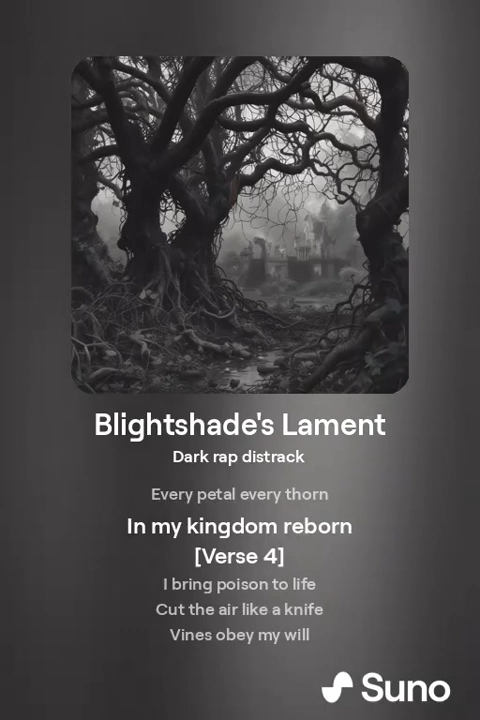 Blightshade's Lament
Dark rap distrack
Every petal every thorn
In my kingdom reborn
[Verse 4]
I bring poison to life
Cut the air like a knife
Vines obey my will
Suno